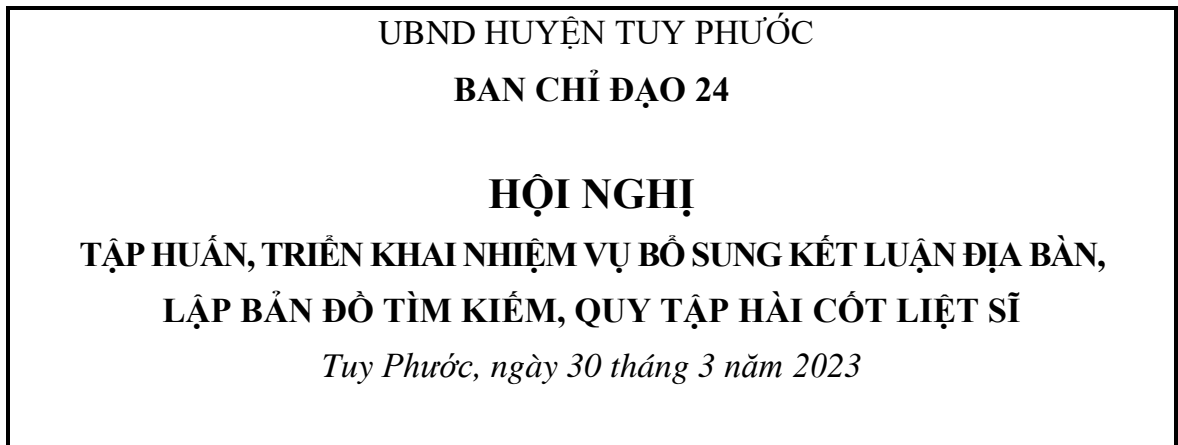 UBND HUYỆN TUY PHƯỚC
BAN CHỈ ĐẠO 24
HỘI NGHỊ
TẬP HUẤN, TRIỂN KHAI NHIỆM VỤ BỔ SUNG KẾT LUẬN ĐỊA BÀN,
LẬP BẢN ĐỒ TÌM KIẾM, QUY TẬP HÀI CỐT LIỆT SĨ
Tuy Phước, ngày 30 tháng 3 năm 2023